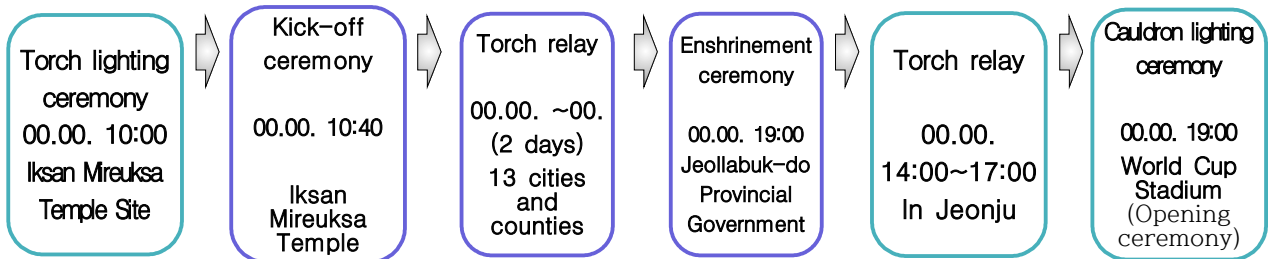 Torch lighting
ceremony
00.00. 10:00
Iksan Mireuksa
Temple Site
Kick-off
ceremony
00.00. 10:40
Iksan
Mireuksa
Temple
Torch relay
00.00. ~00.
(2 days)
13 cities
and
counties
Enshrinement
ceremony
00.00. 19:00
Jeollabuk-do
Provincial
Government
Torch relay
00.00.
14:00~17:00
In Jeonju
Cauldron lighting
ceremony
00.00. 19:00
World Cup
Stadium
(Opening
ceremony)